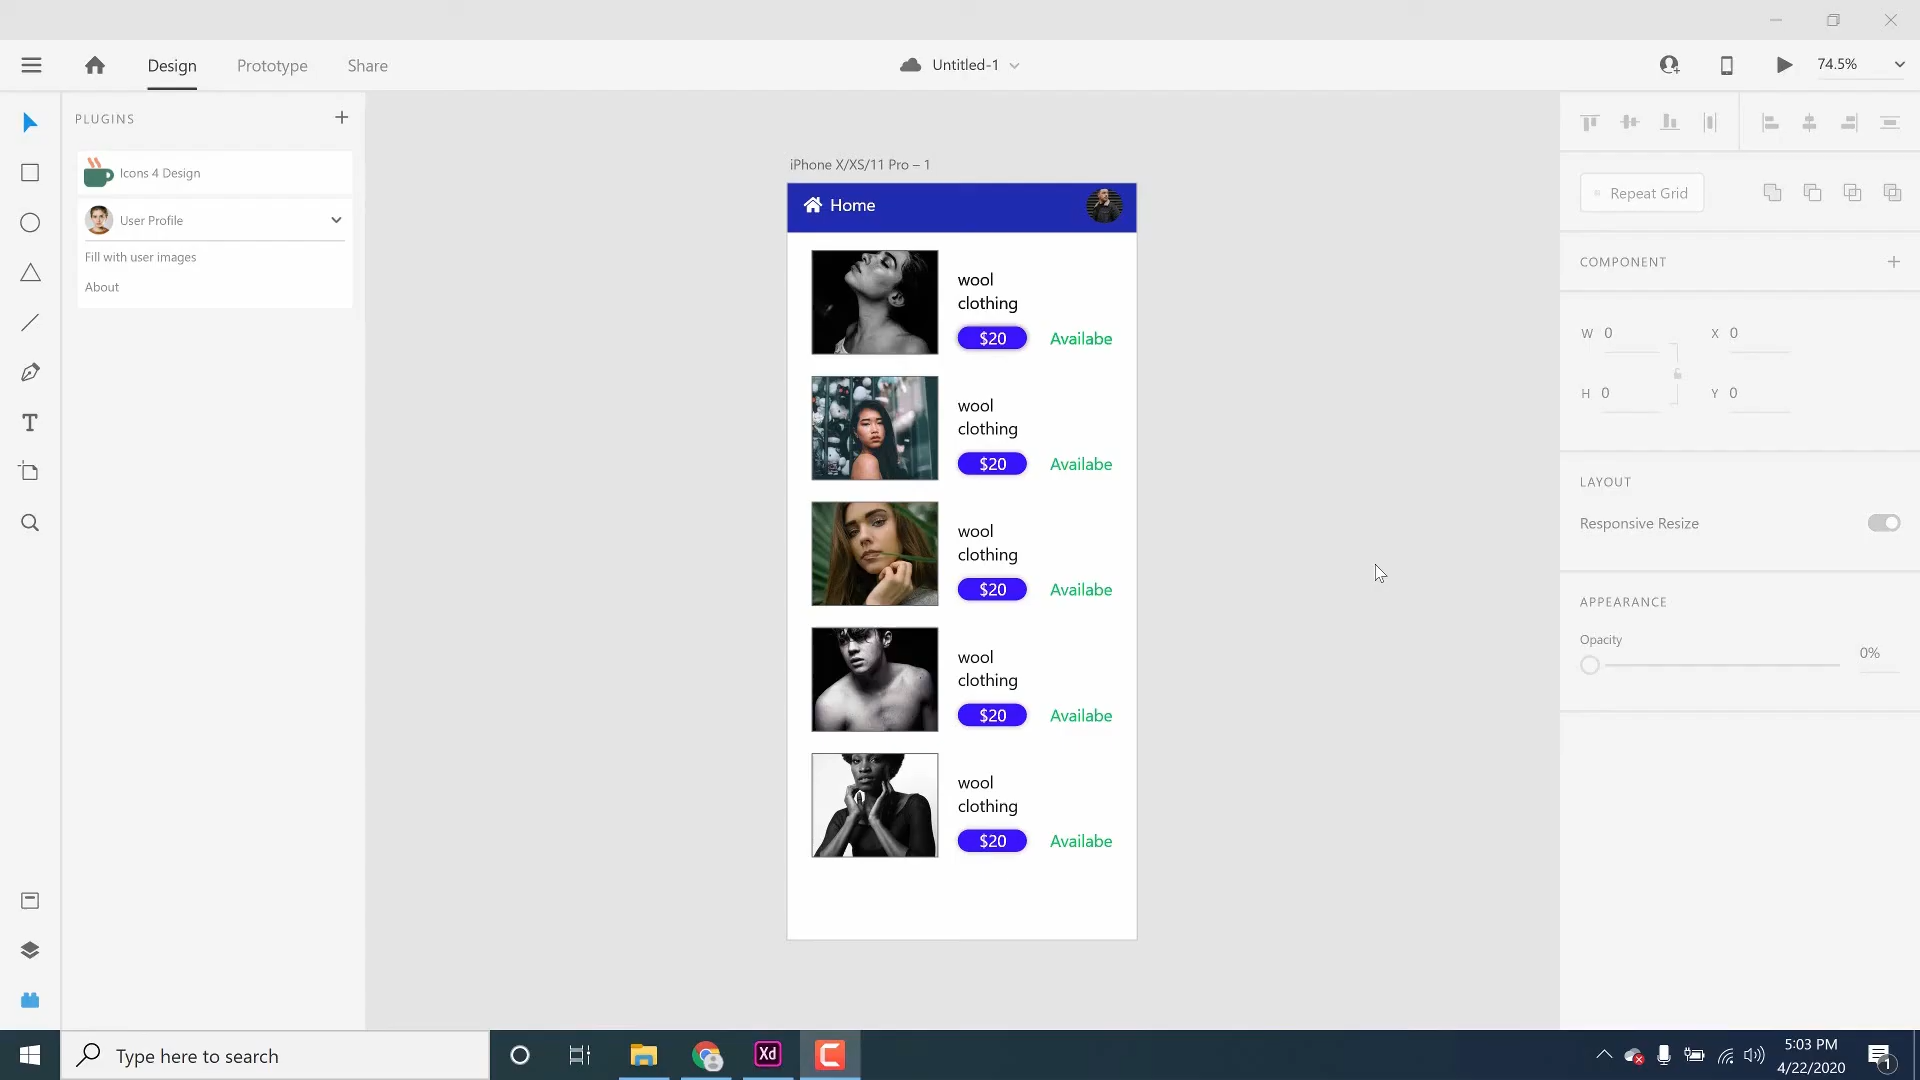 Design
Prototype
Share
Untitled-1
74.5%
PLUGINS
Icons 4 Design
User Profile
Fill with user images
About
iPhone X/XS/11 Pro – 1
Home
wool
clothing
$20
Availabe
wool
clothing
$20
Availabe
wool
clothing
$20
Availabe
wool
clothing
$20
Availabe
wool
clothing
$20
Availabe
Repeat Grid
COMPONENT
W 0
X 0
H 0
Y 0
LAYOUT
Responsive Resize
APPEARANCE
Opacity
0%
Type here to search
Xd
5:03 PM
4/22/2020
1